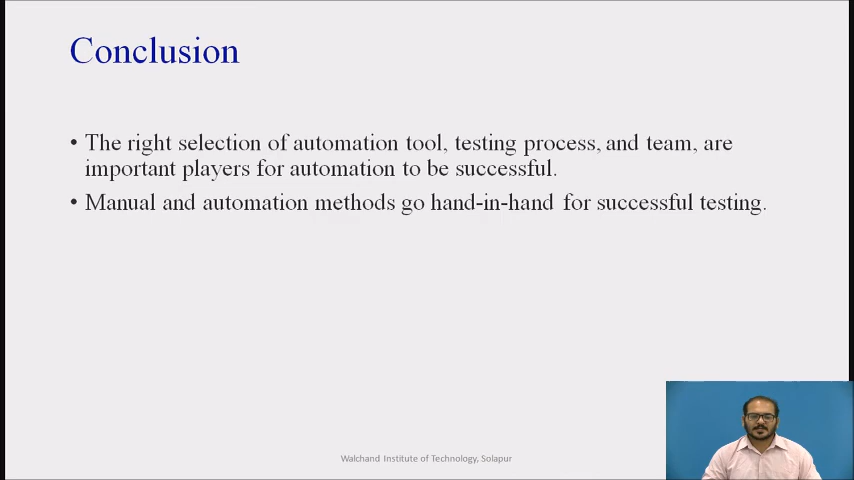 Conclusion
• The right selection of automation tool, testing process, and team, are
important players for automation to be successful.
• Manual and automation methods go hand-in-hand for successful testing.
Walchand Institute of Technology, Solapur